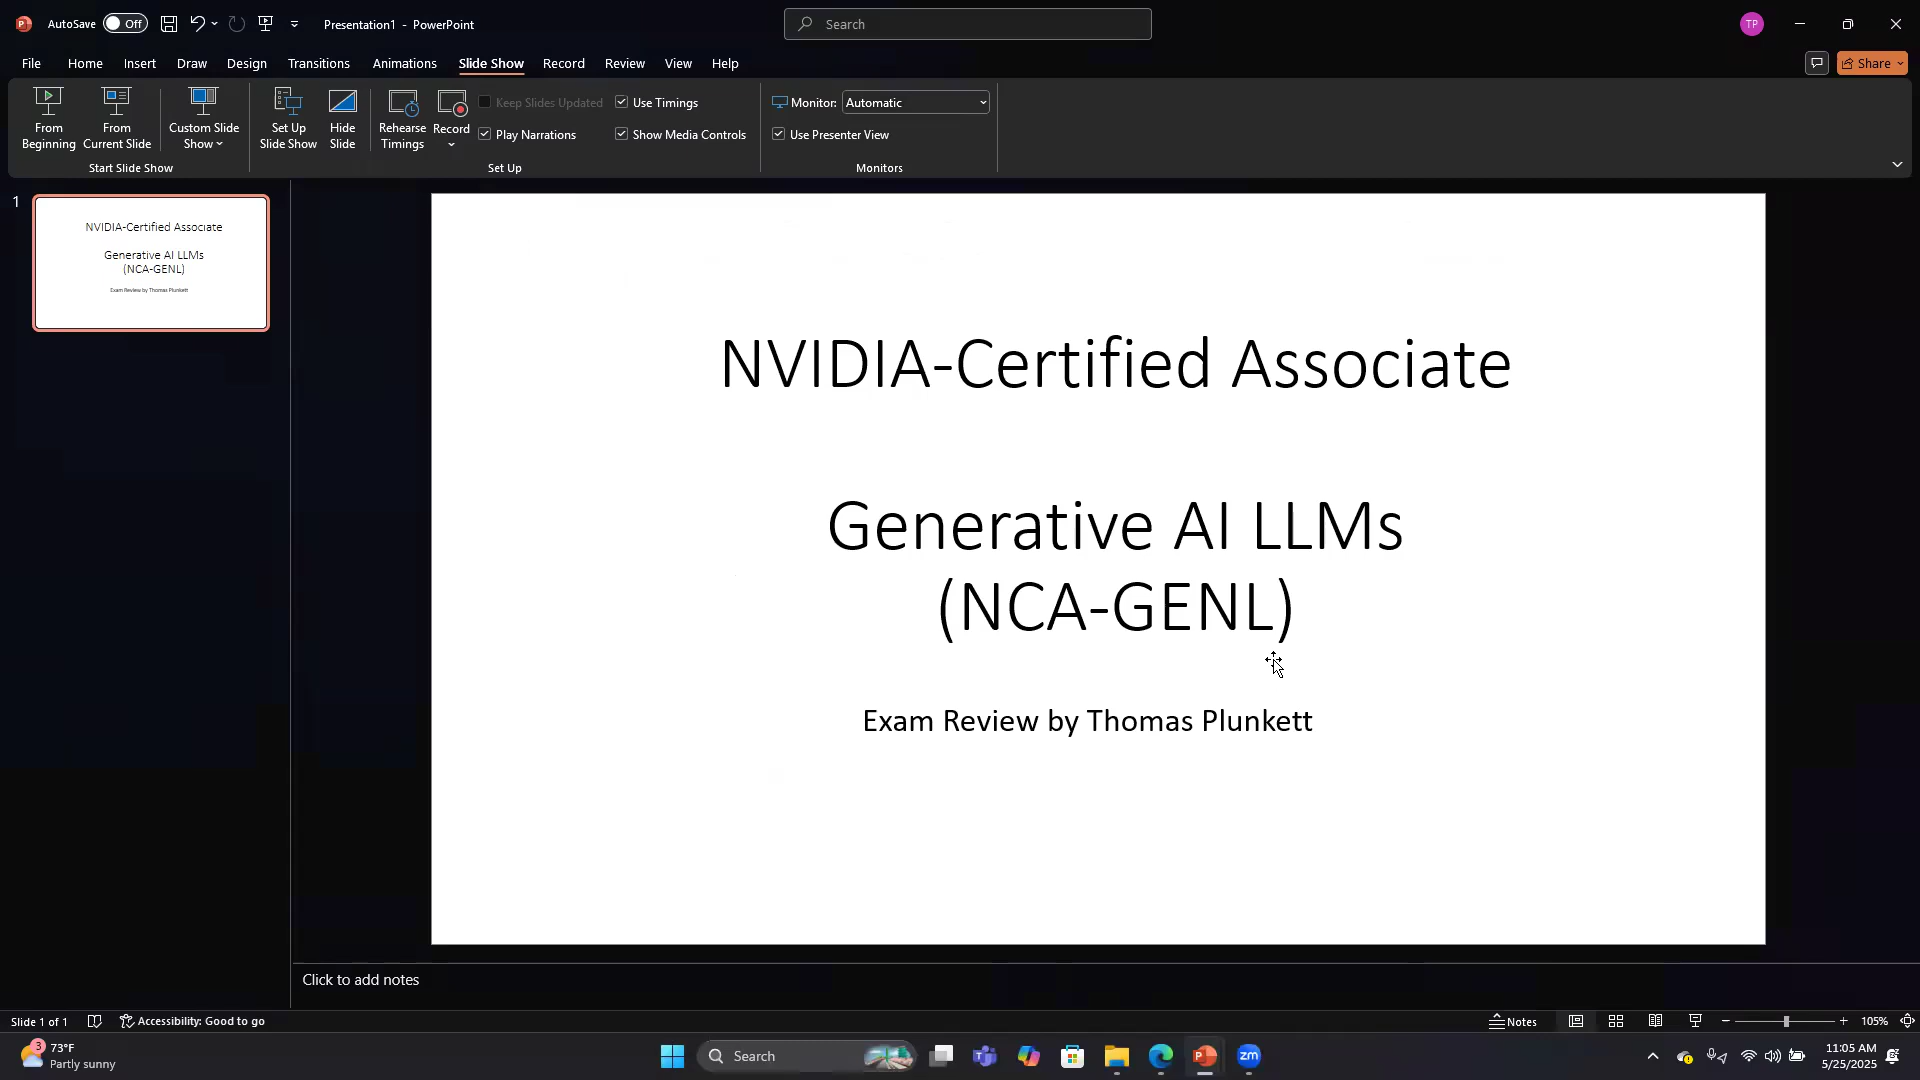 AutoSave Off Presentation1 - PowerPoint Search TP
File Home Insert Draw Design Transitions Animations Slide Show Record Review View Help Share
From Beginning
From Current Slide
Custom Slide Show
Start Slide Show
Set Up Slide Show
Hide Slide
Rehearse Timings
Record
Keep Slides Updated
Use Timings
Play Narrations
Show Media Controls
Set Up
Monitor: Automatic
Use Presenter View
Monitors
1
NVIDIA-Certified Associate
Generative AI LLMs
(NCA-GENL)
Exam Review by Thomas Plunkett
NVIDIA-Certified Associate
Generative AI LLMs
(NCA-GENL)
Exam Review by Thomas Plunkett
Click to add notes
Slide 1 of 1 Accessibility: Good to go Notes 105%
3
73°F
Partly sunny
Search
zm
11:05 AM
5/25/2025